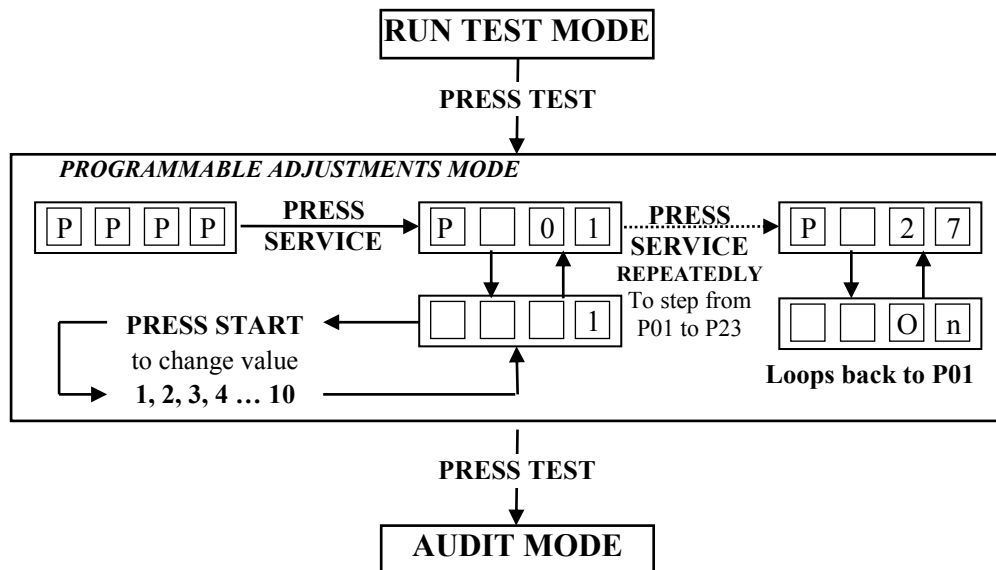 RUN TEST MODE
PRESS TEST
PROGRAMMABLE ADJUSTMENTS MODE
P P P P
PRESS
SERVICE
P 0 1
PRESS
SERVICE
REPEATEDLY
To step from
P01 to P23
P 2 7
1
O n
PRESS START
to change value
1, 2, 3, 4 … 10
Loops back to P01
PRESS TEST
AUDIT MODE